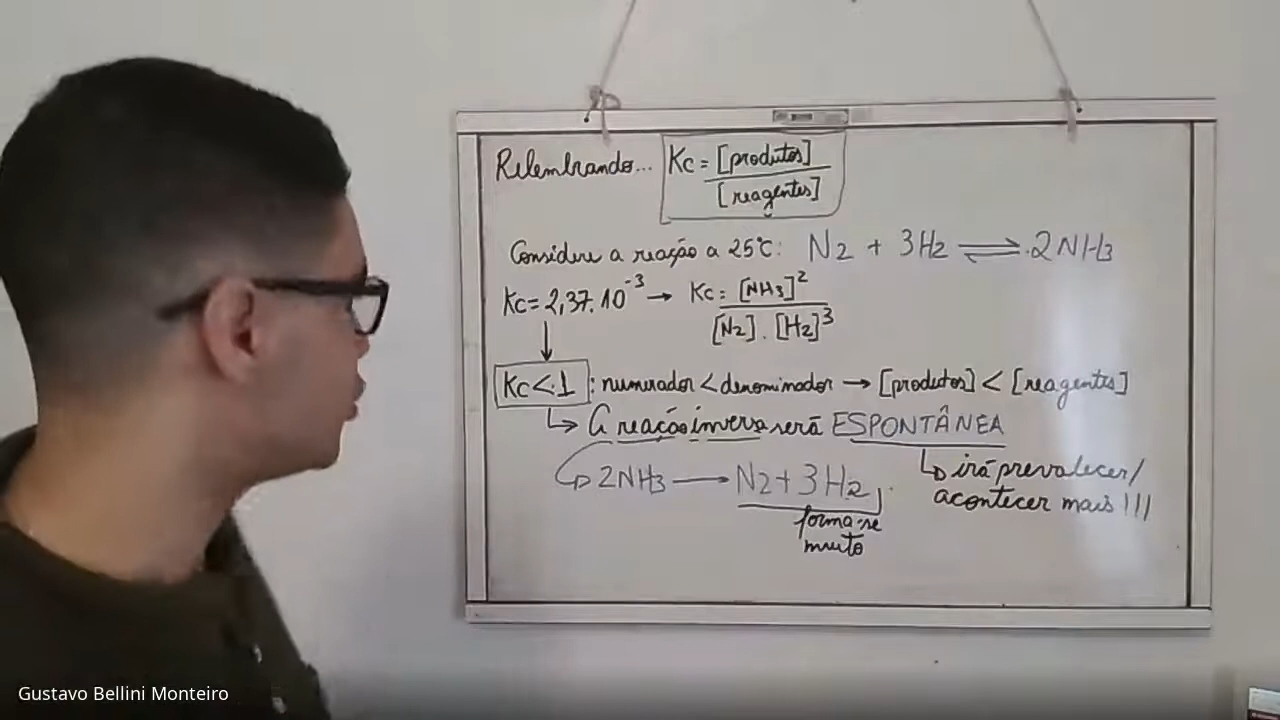 Relembrando... Kc = [produtos]
[reagentes]
Considere a reação a 25°C: N2 + 3H2 ⇌ 2NH3
Kc = 2,37.10⁻³ → Kc: [NH3]²
[N2] . [H2]³
↓
Kc < 1 : numerador < denominador → [produtos] < [reagentes]
↳ A reação inversa será ESPONTÂNEA
↳ 2NH3 → N2 + 3H2
↳ irá prevalecer/
acontecer mais !!!
forma-se
muito
Gustavo Bellini Monteiro